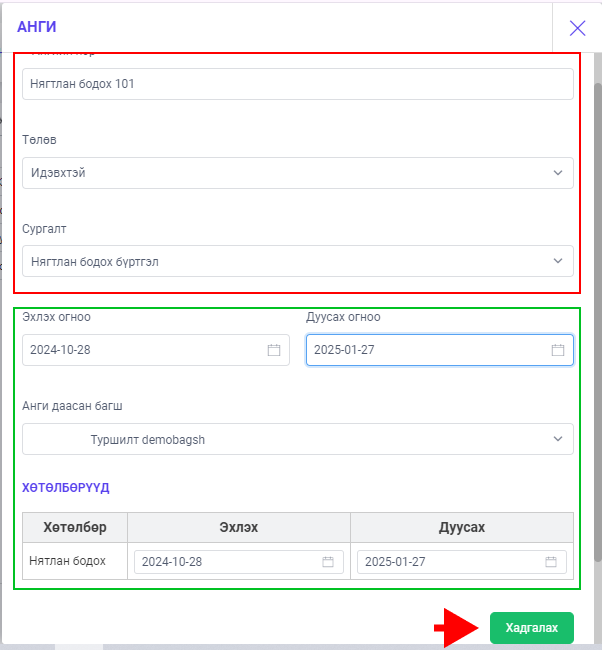 АНГИ
Нягтлан бодох 101
Төлөв
Идэвхтэй
Сургалт
Нягтлан бодох бүртгэл
Эхлэх огноо Дуусах огноо
2024-10-28 2025-01-27
Анги даасан багш
Туршилт demobagsh
ХӨТӨЛБӨРҮҮД
Хөтөлбөр Эхлэх Дуусах
Нятлан бодох 2024-10-28 2025-01-27
Хадгалах